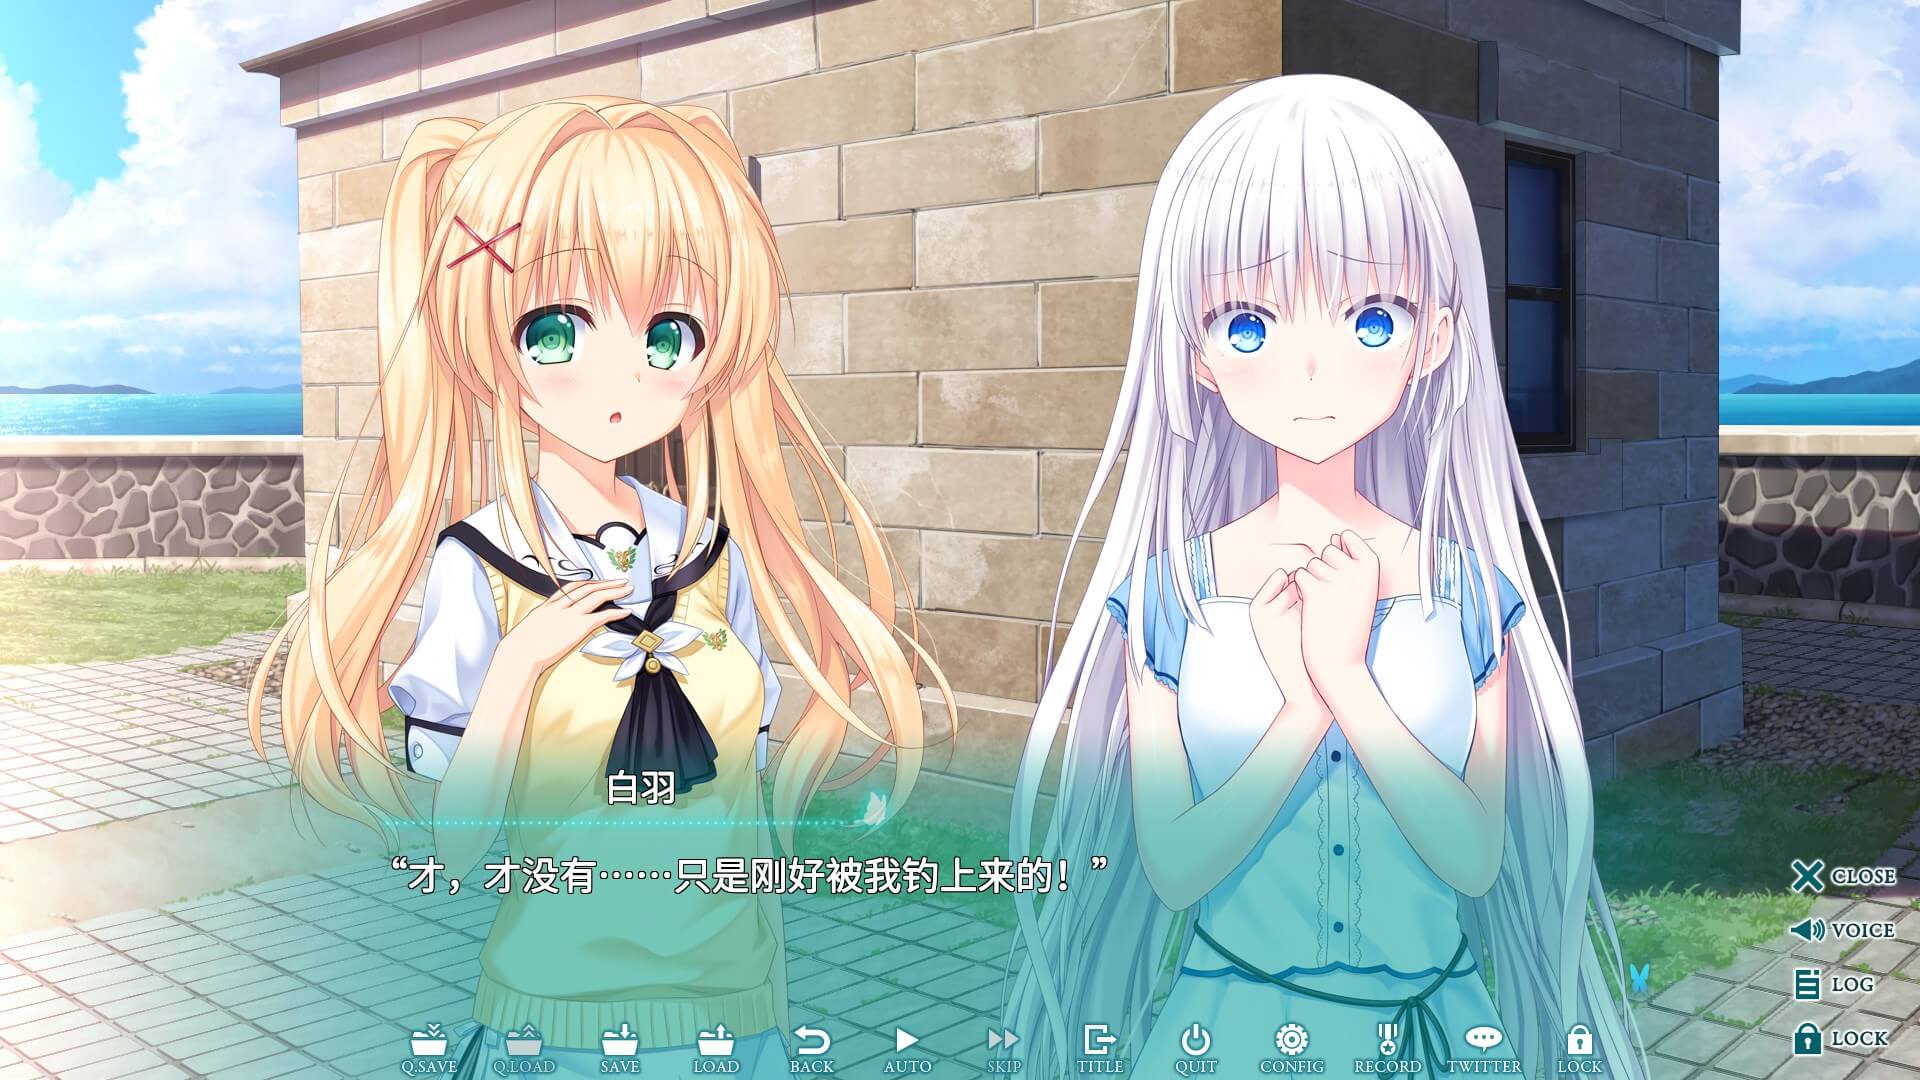 白羽
“才，才没有……只是刚好被我钓上来的！”
CLOSE
VOICE
LOG
LOCK
Q.SAVE Q.LOAD SAVE LOAD BACK AUTO SKIP TITLE QUIT CONFIG RECORD TWITTER LOCK